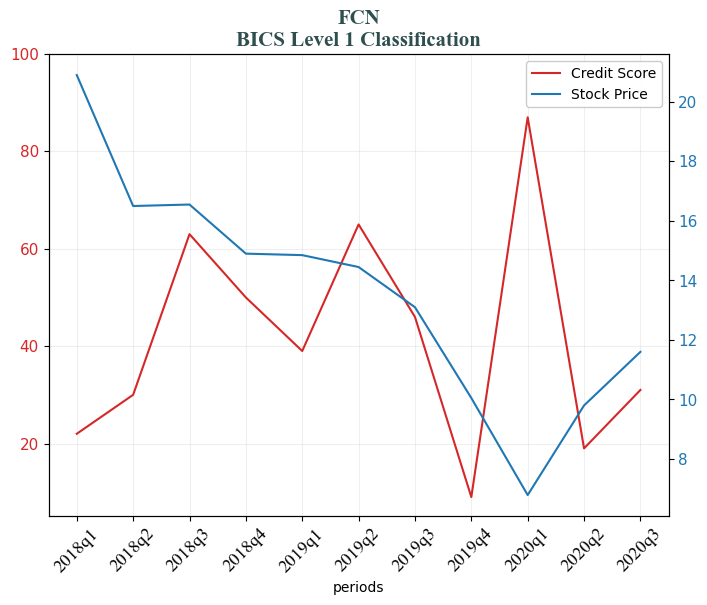 FCN
BICS Level 1 Classification
100
80
60
40
20
Credit Score
Stock Price
20
18
16
14
12
10
8
2018q1
2018q2
2018q3
2018q4
2019q1
2019q2
2019q3
2019q4
2020q1
2020q2
2020q3
periods